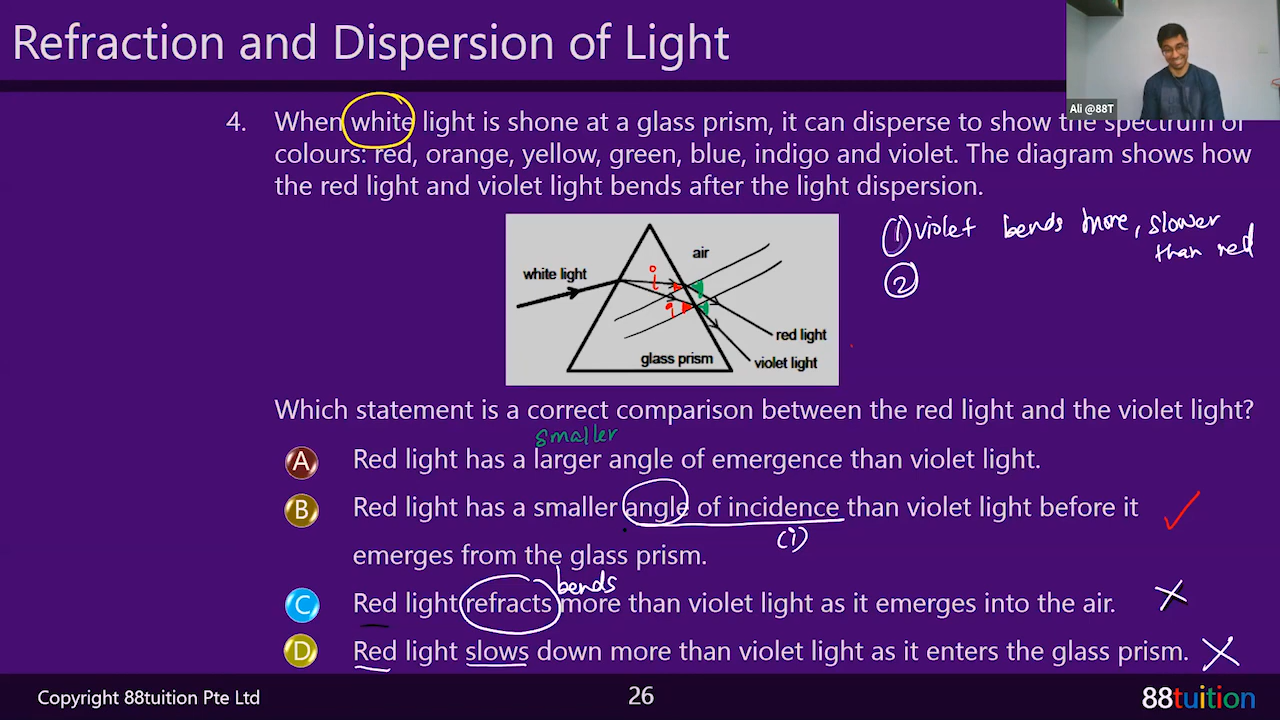 Refraction and Dispersion of Light
Ali @88T
4. When white light is shone at a glass prism, it can disperse to show the spectrum of
colours: red, orange, yellow, green, blue, indigo and violet. The diagram shows how
the red light and violet light bends after the light dispersion.
① violet bends more, slower
than red
②
air
white light
i
i
red light
glass prism
violet light
Which statement is a correct comparison between the red light and the violet light?
smaller
A Red light has a larger angle of emergence than violet light.
B Red light has a smaller angle of incidence than violet light before it
(i)
emerges from the glass prism.
bends
C Red light refracts more than violet light as it emerges into the air.
D Red light slows down more than violet light as it enters the glass prism.
Copyright 88tuition Pte Ltd
26
88tuition